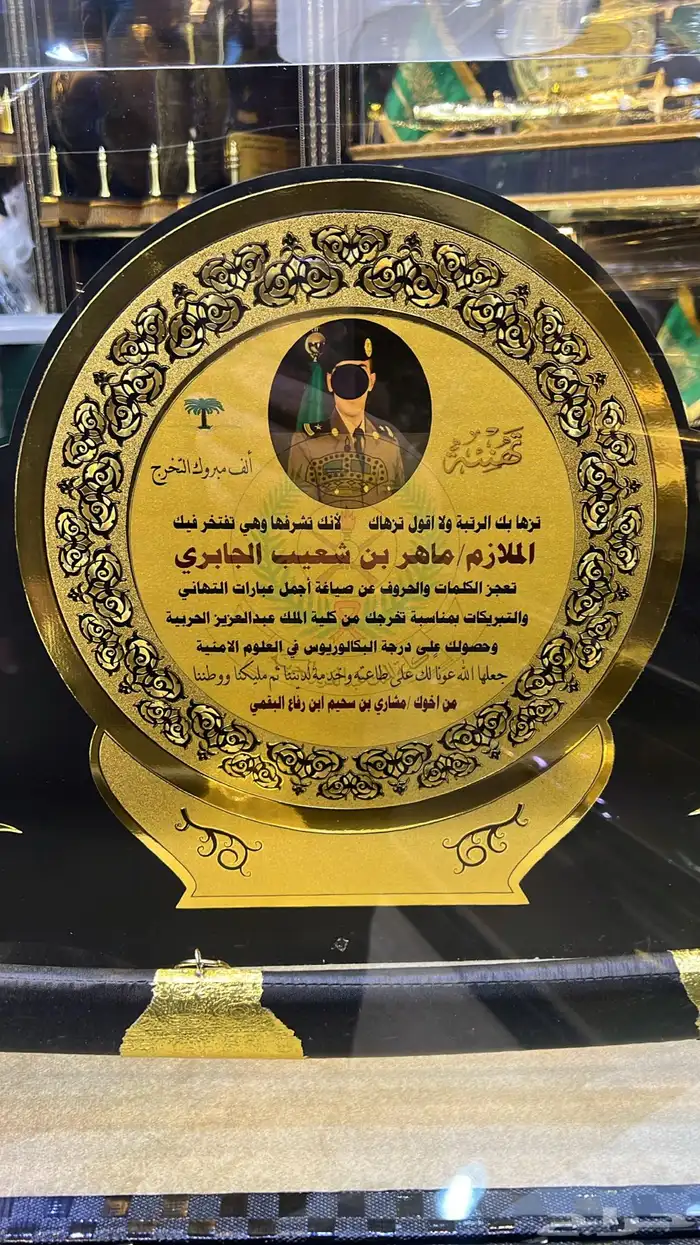 تهنئة
ألف مبروك التخرج
تزها بك الرتبة ولا اقول تزهاك لانك تشرفها وهي تفتخر فيك
الملازم/ ماهر بن شعيب الجابري
تعجز الكلمات والحروف عن صياغة أجمل عبارات التهاني
والتبريكات بمناسبة تخرجك من كلية الملك عبدالعزيز الحربية
وحصولك على درجة البكالوريوس في العلوم الامنية
جعلها الله عونا لك على طاعته وخدمة لديننا ثم مليكنا ووطننا
من اخوك /مشاري بن سحيم ابن رفاع البقمي